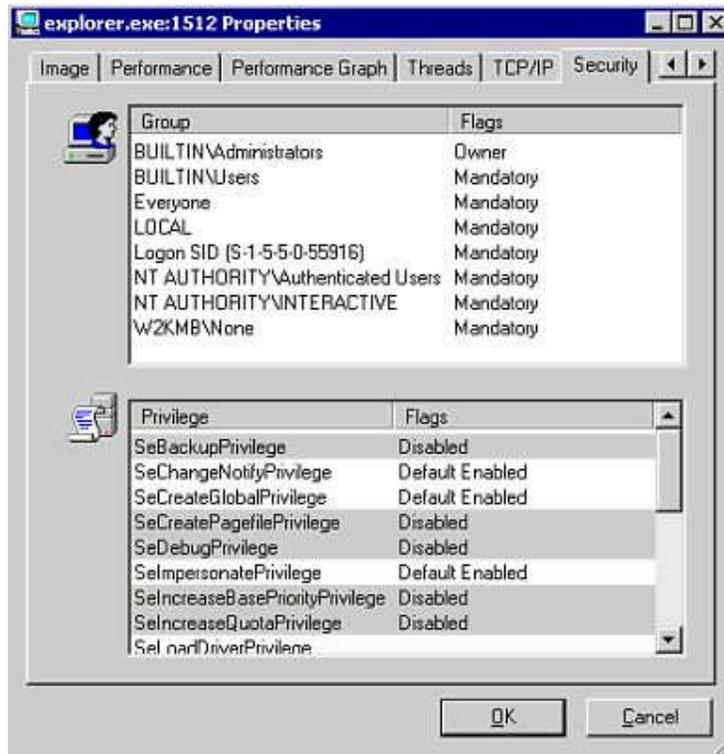 explorer.exe:1512 Properties
Image Performance Performance Graph Threads TCP/IP Security
Group Flags
BUILTIN\Administrators Owner
BUILTIN\Users Mandatory
Everyone Mandatory
LOCAL Mandatory
Logon SID (S-1-5-5-0-55916) Mandatory
NT AUTHORITY\Authenticated Users Mandatory
NT AUTHORITY\INTERACTIVE Mandatory
W2KMB\None Mandatory
Privilege Flags
SeBackupPrivilege Disabled
SeChangeNotifyPrivilege Default Enabled
SeCreateGlobalPrivilege Default Enabled
SeCreatePagefilePrivilege Disabled
SeDebugPrivilege Disabled
SeImpersonatePrivilege Default Enabled
SeIncreaseBasePriorityPrivilege Disabled
SeIncreaseQuotaPrivilege Disabled
SeLoadDriverPrivilege
OK Cancel